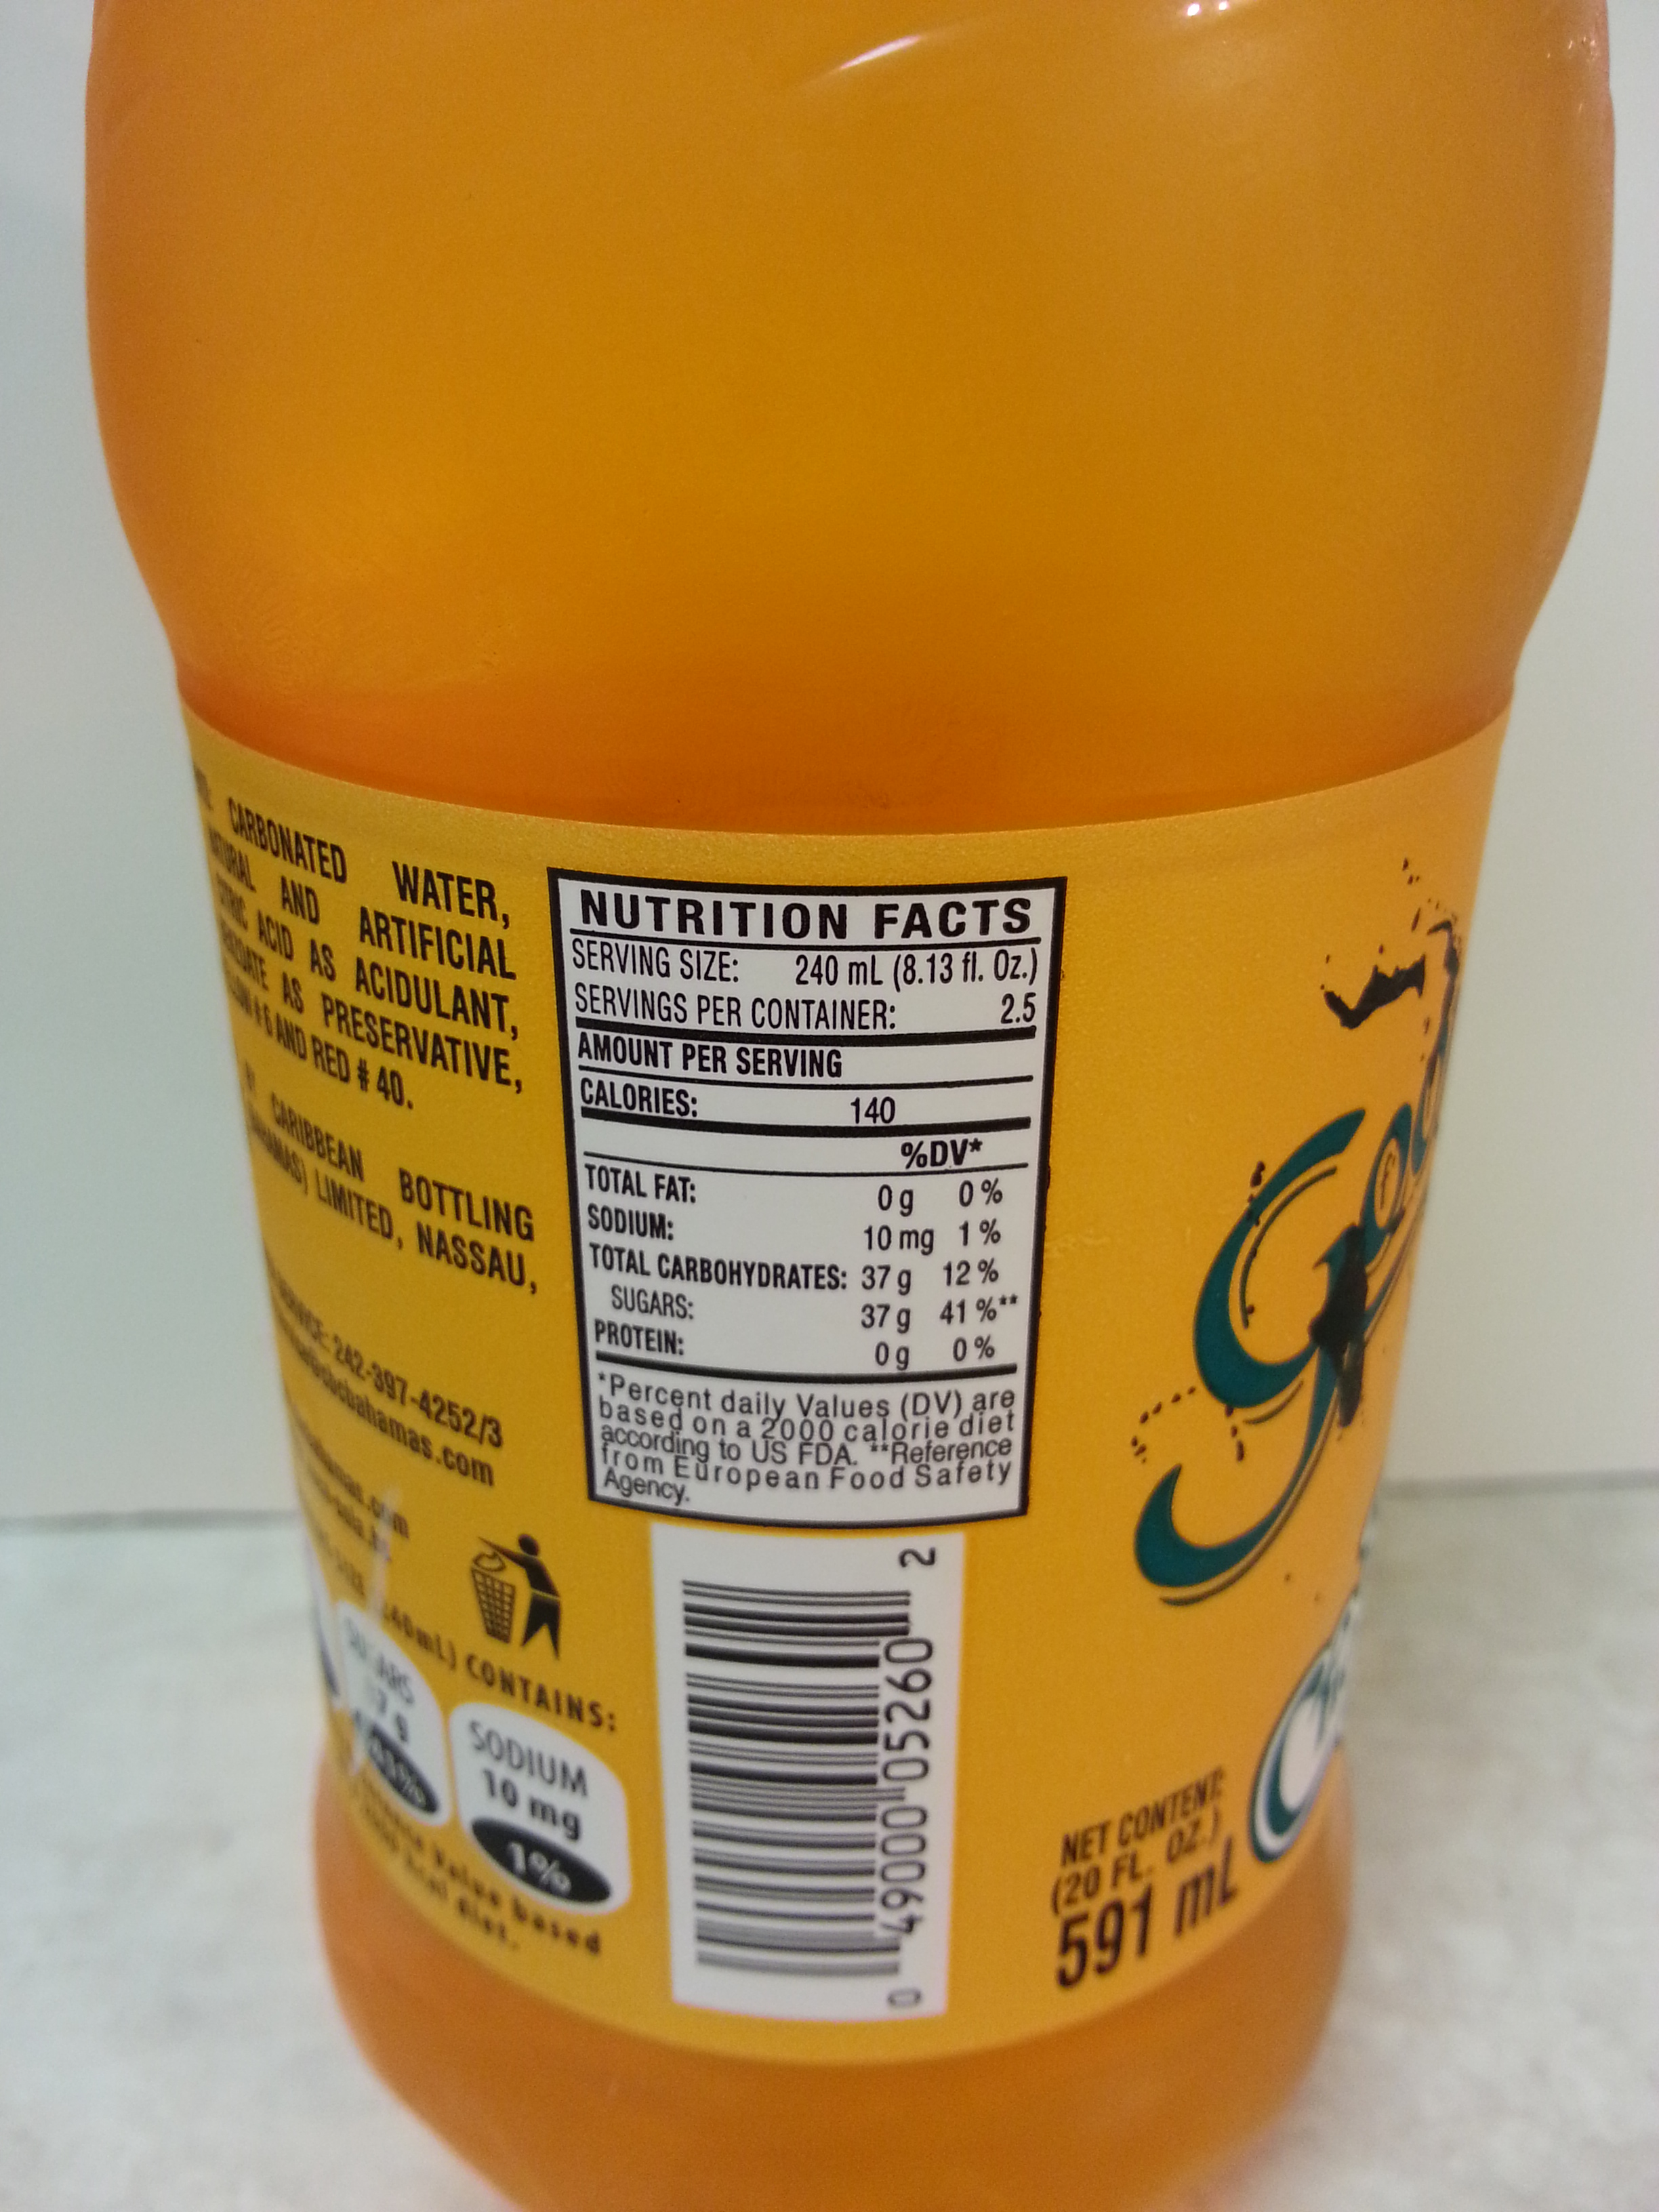 CARBONATED WATER,
AND ARTIFICIAL
ACID AS ACIDULANT,
AS PRESERVATIVE,
# 6 AND RED # 40.
CARIBBEAN BOTTLING
LIMITED, NASSAU,
242-397-4252/3
NUTRITION FACTS
SERVING SIZE: 240 mL (8.13 fl. Oz.)
SERVINGS PER CONTAINER: 2.5
AMOUNT PER SERVING
CALORIES: 140
%DV*
TOTAL FAT: 0 g 0 %
SODIUM: 10 mg 1 %
TOTAL CARBOHYDRATES: 37 g 12 %
SUGARS: 37 g 41 %**
PROTEIN: 0 g 0 %
*Percent daily Values (DV) are
based on a 2000 calorie diet
according to US FDA. **Reference
from European Food Safety
Agency.
CONTAINS:
SODIUM
10 mg
1%
based
0 49000 05260 2
NET CONTENT:
(20 FL. OZ.)
591 mL